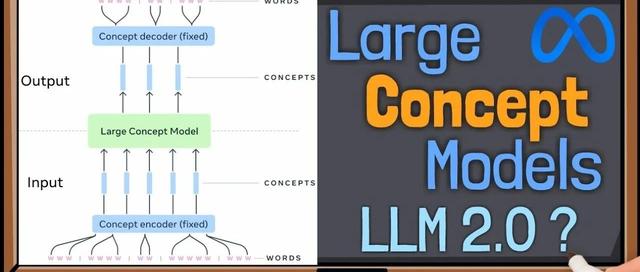 WORDS
Concept decoder (fixed)
Output
CONCEPTS
Large Concept Model
Input
CONCEPTS
Concept encoder (fixed)
WORDS
Large
Concept
Models
LLM 2.0 ?